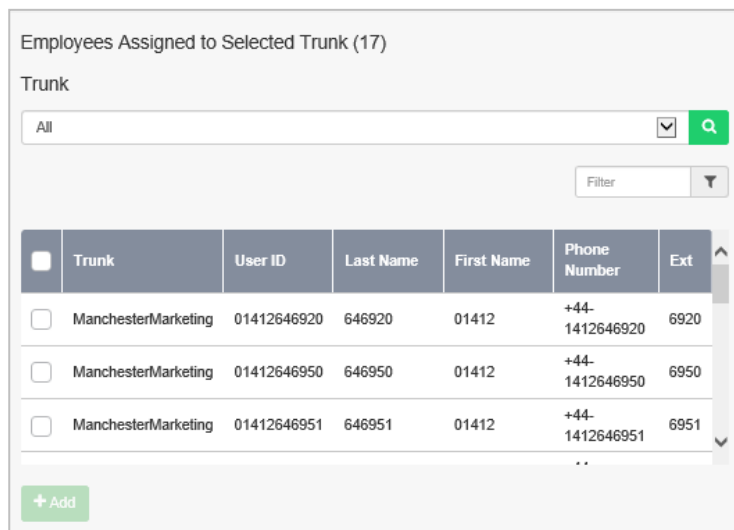 Employees Assigned to Selected Trunk (17)
Trunk
All
Filter
Trunk User ID Last Name First Name Phone Number Ext
ManchesterMarketing 01412646920 646920 01412 +44-1412646920 6920
ManchesterMarketing 01412646950 646950 01412 +44-1412646950 6950
ManchesterMarketing 01412646951 646951 01412 +44-1412646951 6951
+ Add